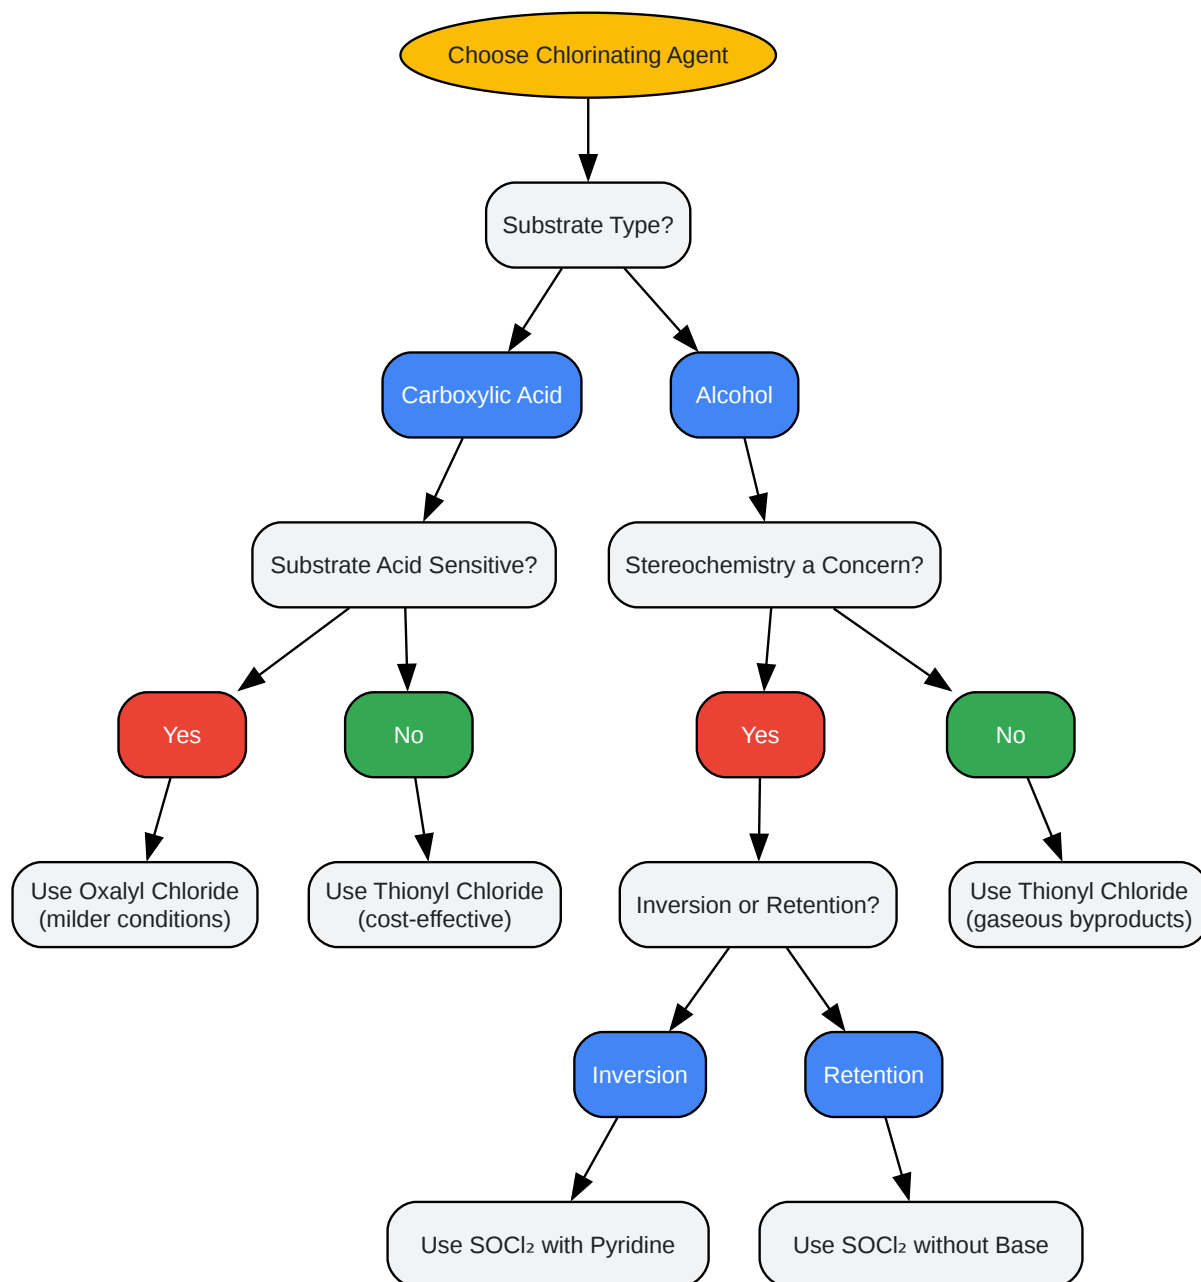 Choose Chlorinating Agent
Substrate Type?
Carboxylic Acid
Alcohol
Substrate Acid Sensitive?
Stereochemistry a Concern?
Yes
No
Yes
No
Use Oxalyl Chloride
(milder conditions)
Use Thionyl Chloride
(cost-effective)
Inversion or Retention?
Use Thionyl Chloride
(gaseous byproducts)
Inversion
Retention
Use SOCl₂ with Pyridine
Use SOCl₂ without Base